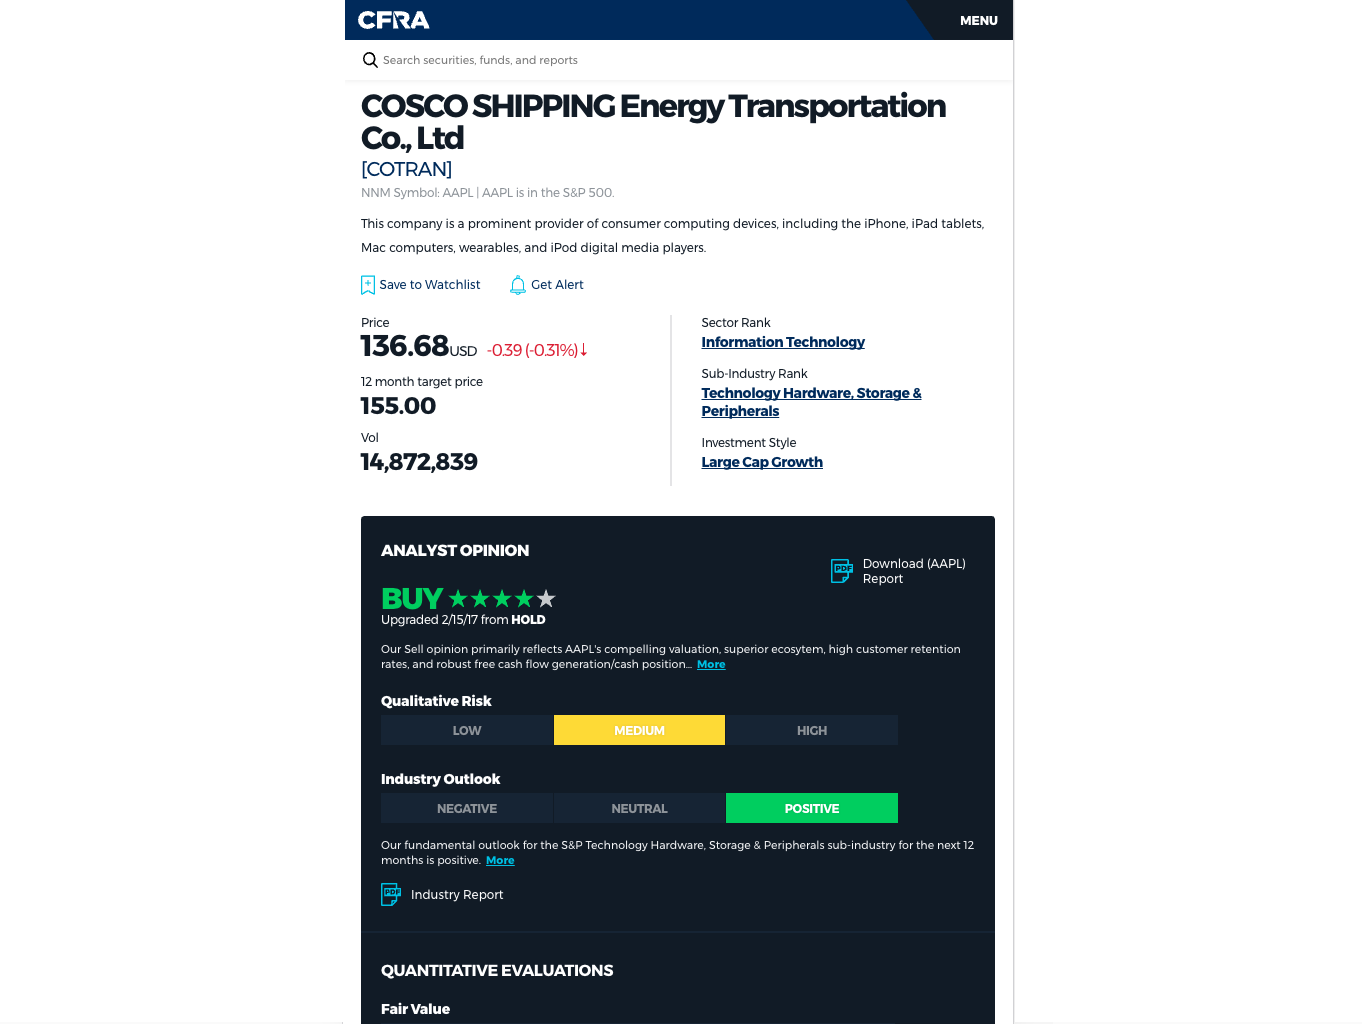 CFRA
MENU
Search securities, funds, and reports
COSCO SHIPPING Energy Transportation
Co., Ltd
[COTRAN]
NNM Symbol: AAPL | AAPL is in the S&P 500.
This company is a prominent provider of consumer computing devices, including the iPhone, iPad tablets,
Mac computers, wearables, and iPod digital media players.
Save to Watchlist
Get Alert
Price
136.68 USD -0.39 (-0.31%)↓
12 month target price
155.00
Vol
14,872,839
Sector Rank
Information Technology
Sub-Industry Rank
Technology Hardware, Storage &
Peripherals
Investment Style
Large Cap Growth
ANALYST OPINION
PDF
Download (AAPL)
Report
BUY ★★★★★
Upgraded 2/15/17 from HOLD
Our Sell opinion primarily reflects AAPL's compelling valuation, superior ecosytem, high customer retention
rates, and robust free cash flow generation/cash position... More
Qualitative Risk
LOW
MEDIUM
HIGH
Industry Outlook
NEGATIVE
NEUTRAL
POSITIVE
Our fundamental outlook for the S&P Technology Hardware, Storage & Peripherals sub-industry for the next 12
months is positive. More
PDF
Industry Report
QUANTITATIVE EVALUATIONS
Fair Value